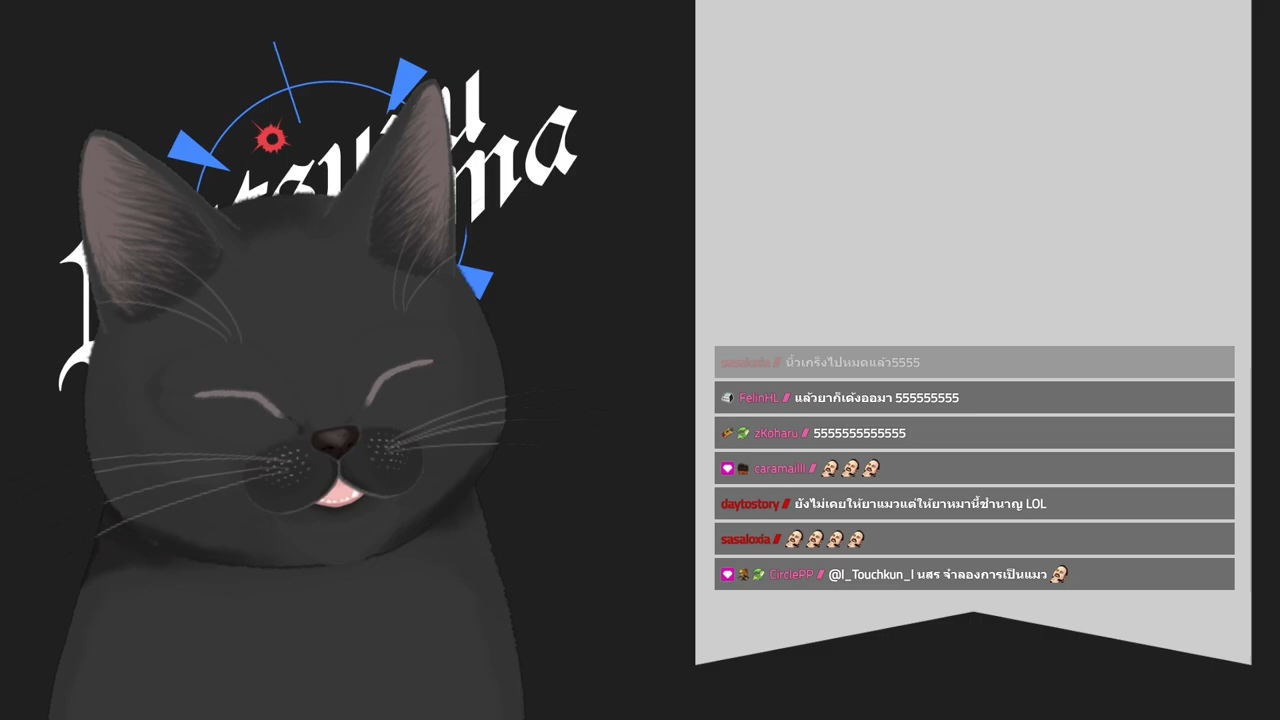 sasaloxia // นิ้วเกร็งไปหมดแล้ว5555
FelinHL // แล้วยาก็เด้งออมา 555555555
zKoharu // 5555555555555
caramailll //
daytostory // ยังไม่เคยให้ยาแมวแต่ให้ยาหมานี้ชำนาญ LOL
sasaloxia //
CirclePP // @l_Touchkun_l นสร จำลองการเป็นแมว